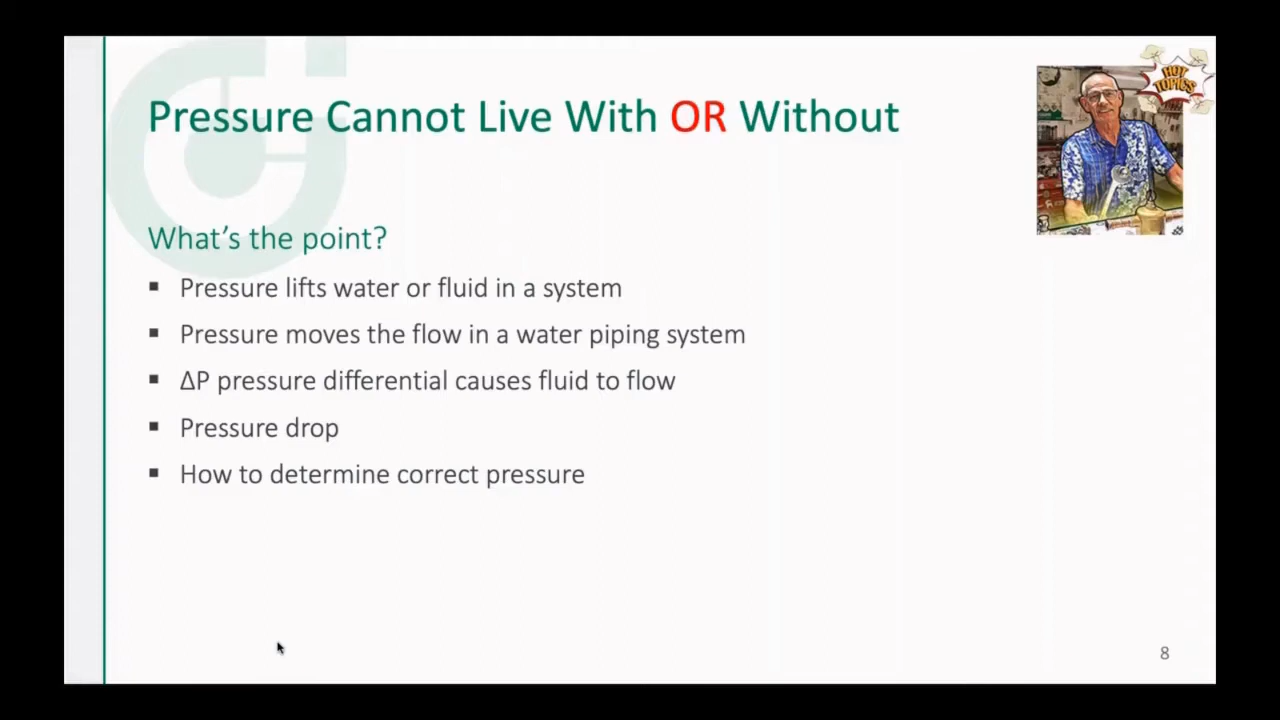 Pressure Cannot Live With OR Without
HOT
TOPICS
What's the point?
▪ Pressure lifts water or fluid in a system
▪ Pressure moves the flow in a water piping system
▪ ΔP pressure differential causes fluid to flow
▪ Pressure drop
▪ How to determine correct pressure
8